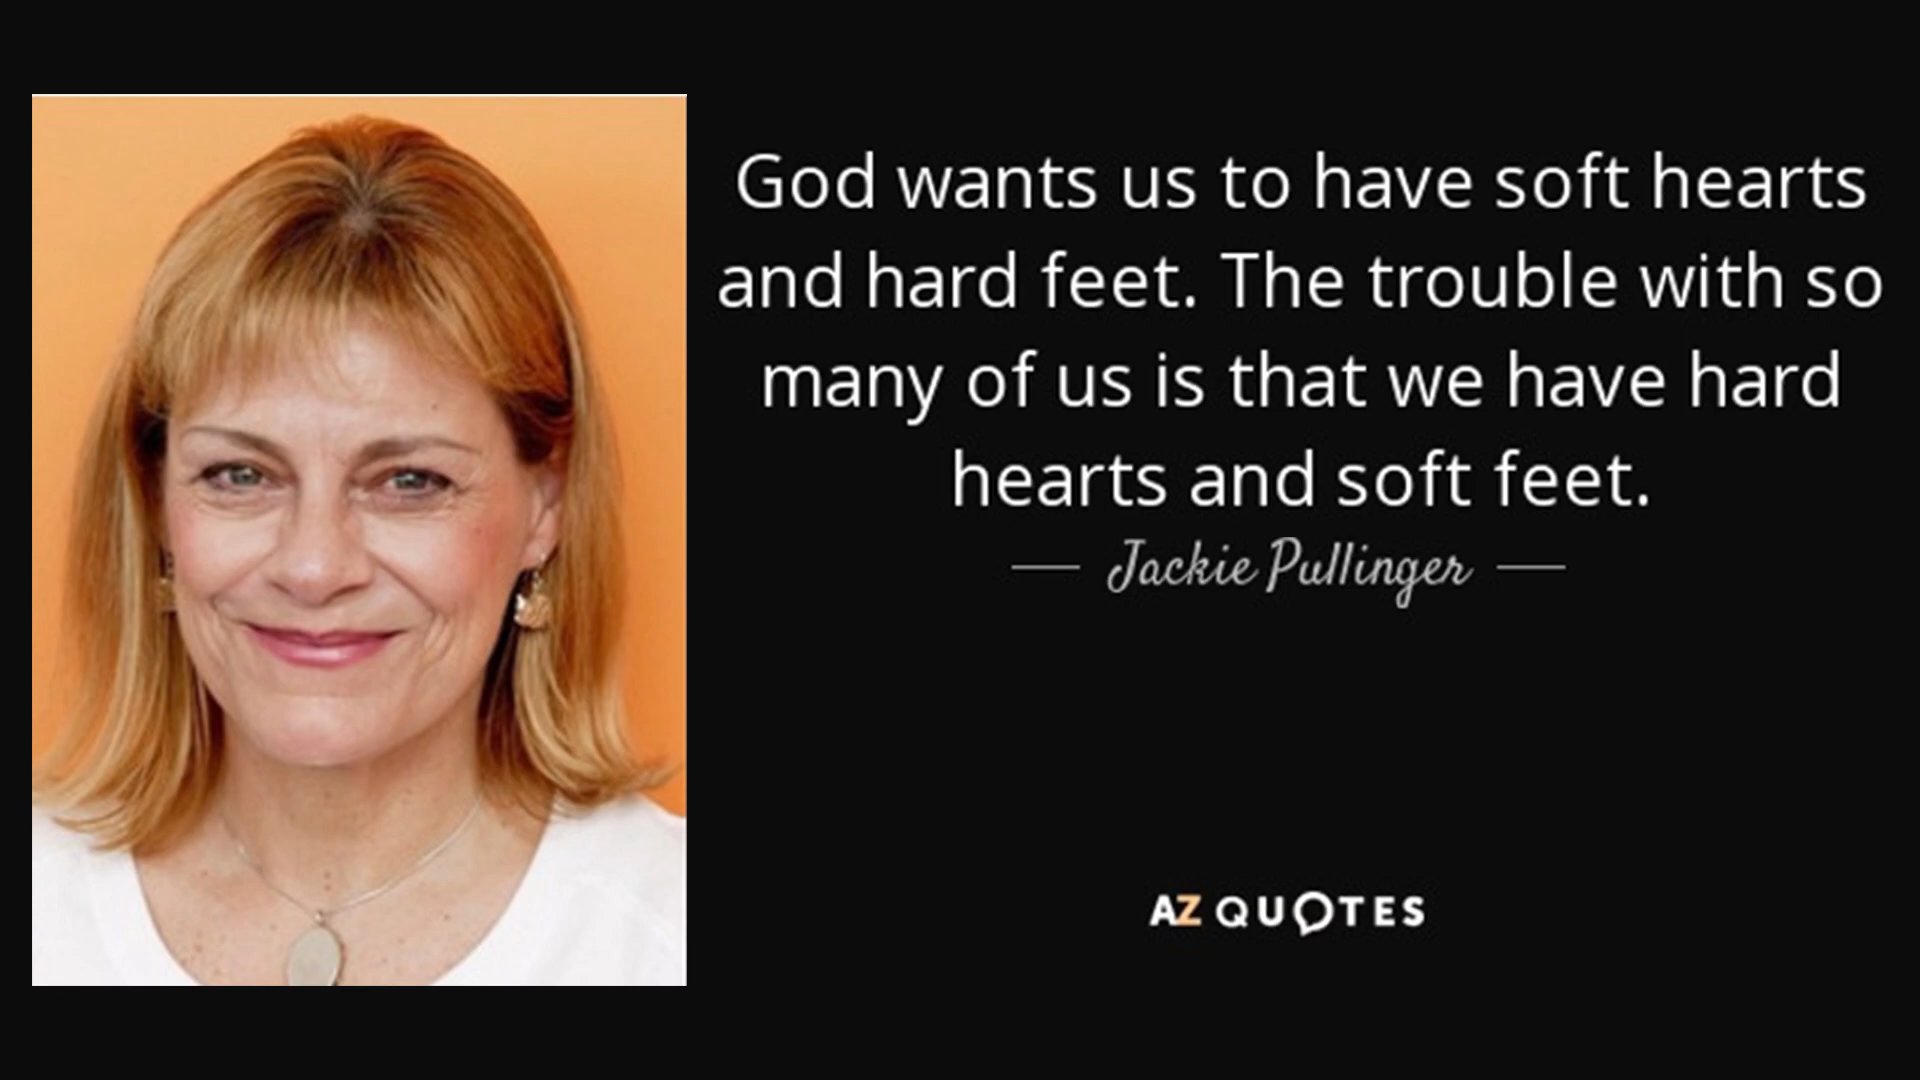 God wants us to have soft hearts
and hard feet. The trouble with so
many of us is that we have hard
hearts and soft feet.
Jackie Pullinger
AZ QUOTES